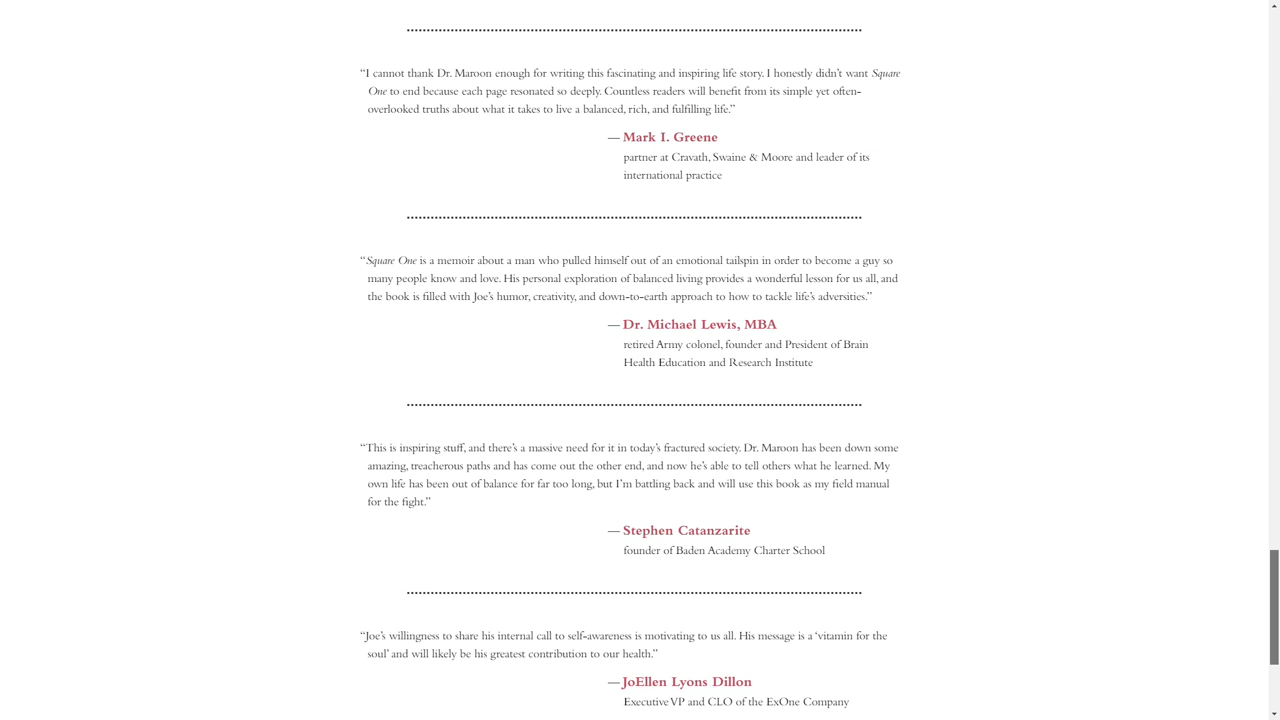 “I cannot thank Dr. Maroon enough for writing this fascinating and inspiring life story. I honestly didn’t want Square
One to end because each page resonated so deeply. Countless readers will benefit from its simple yet often-
overlooked truths about what it takes to live a balanced, rich, and fulfilling life.”
— Mark I. Greene
partner at Cravath, Swaine & Moore and leader of its
international practice
“Square One is a memoir about a man who pulled himself out of an emotional tailspin in order to become a guy so
many people know and love. His personal exploration of balanced living provides a wonderful lesson for us all, and
the book is filled with Joe’s humor, creativity, and down-to-earth approach to how to tackle life’s adversities.”
— Dr. Michael Lewis, MBA
retired Army colonel, founder and President of Brain
Health Education and Research Institute
“This is inspiring stuff, and there’s a massive need for it in today’s fractured society. Dr. Maroon has been down some
amazing, treacherous paths and has come out the other end, and now he’s able to tell others what he learned. My
own life has been out of balance for far too long, but I’m battling back and will use this book as my field manual
for the fight.”
— Stephen Catanzarite
founder of Baden Academy Charter School
“Joe’s willingness to share his internal call to self-awareness is motivating to us all. His message is a ‘vitamin for the
soul’ and will likely be his greatest contribution to our health.”
— JoEllen Lyons Dillon
Executive VP and CLO of the ExOne Company